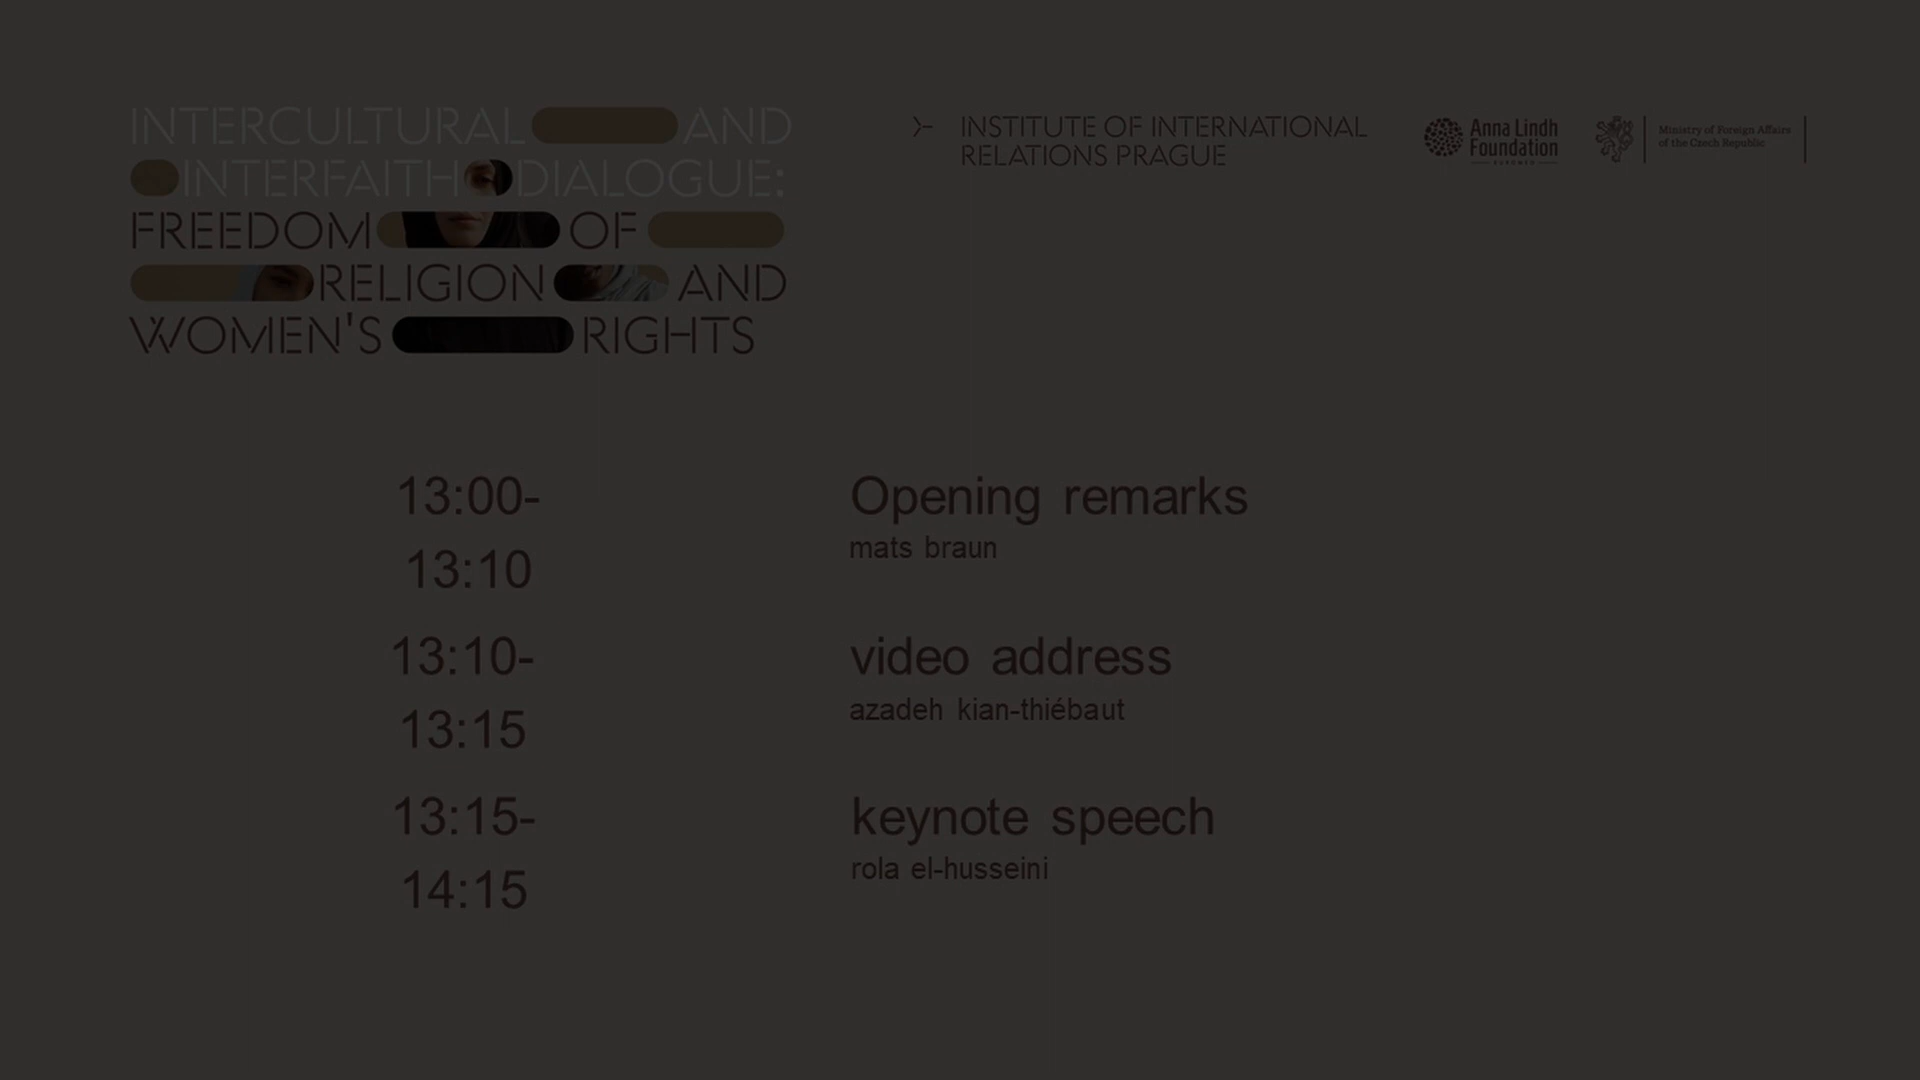 INTERCULTURAL AND
INTERFAITH DIALOGUE:
FREEDOM OF
RELIGION AND
WOMEN'S RIGHTS
INSTITUTE OF INTERNATIONAL
RELATIONS PRAGUE
Anna Lindh
Foundation
EUROMED
Ministry of Foreign Affairs
of the Czech Republic
13:00-
13:10
Opening remarks
mats braun
13:10-
13:15
video address
azadeh kian-thiébaut
13:15-
14:15
keynote speech
rola el-husseini